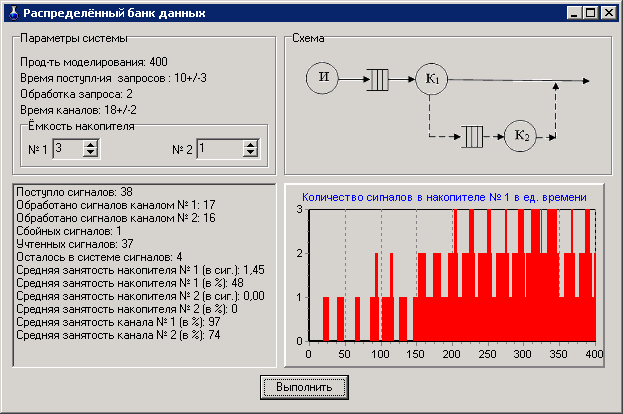 Распределённый банк данных
Параметры системы
Прод-ть моделирования: 400
Время поступл-ия запросов : 10+/-3
Обработка запроса: 2
Время каналов: 18+/-2
Ёмкость накопителя
№ 1 3 № 2 1
Схема
И К1
К2
Поступло сигналов: 38
Обработано сигналов каналом № 1: 17
Обработано сигналов каналом № 2: 16
Сбойных сигналов: 1
Учтенных сигналов: 37
Осталось в системе сигналов: 4
Средняя занятость накопителя № 1 (в сиг.): 1,45
Средняя занятость накопителя № 1 (в %): 48
Средняя занятость накопителя № 2 (в сиг.): 0,00
Средняя занятость накопителя № 2 (в %): 0
Средняя занятость канала № 1 (в %): 97
Средняя занятость канала № 2 (в %): 74
Количество сигналов в накопителе № 1 в ед. времени
3
2
1
0
0 50 100 150 200 250 300 350 400
Выполнить